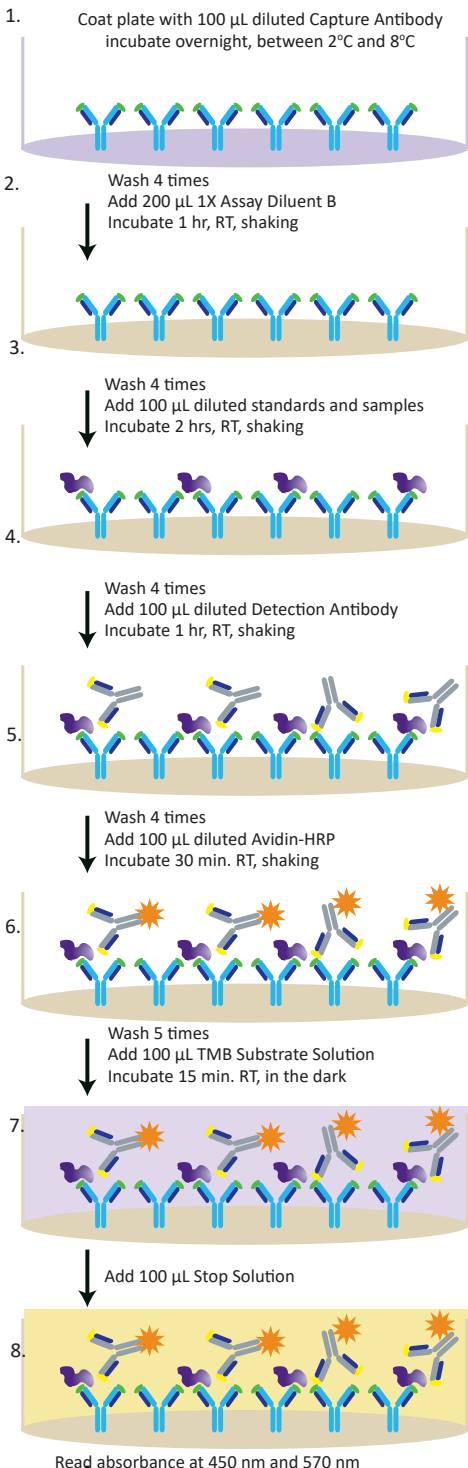 1.
Coat plate with 100 µL diluted Capture Antibody
incubate overnight, between 2°C and 8°C
2.
Wash 4 times
Add 200 µL 1X Assay Diluent B
Incubate 1 hr, RT, shaking
3.
Wash 4 times
Add 100 µL diluted standards and samples
Incubate 2 hrs, RT, shaking
4.
Wash 4 times
Add 100 µL diluted Detection Antibody
Incubate 1 hr, RT, shaking
5.
Wash 4 times
Add 100 µL diluted Avidin-HRP
Incubate 30 min. RT, shaking
6.
Wash 5 times
Add 100 µL TMB Substrate Solution
Incubate 15 min. RT, in the dark
7.
Add 100 µL Stop Solution
8.
Read absorbance at 450 nm and 570 nm